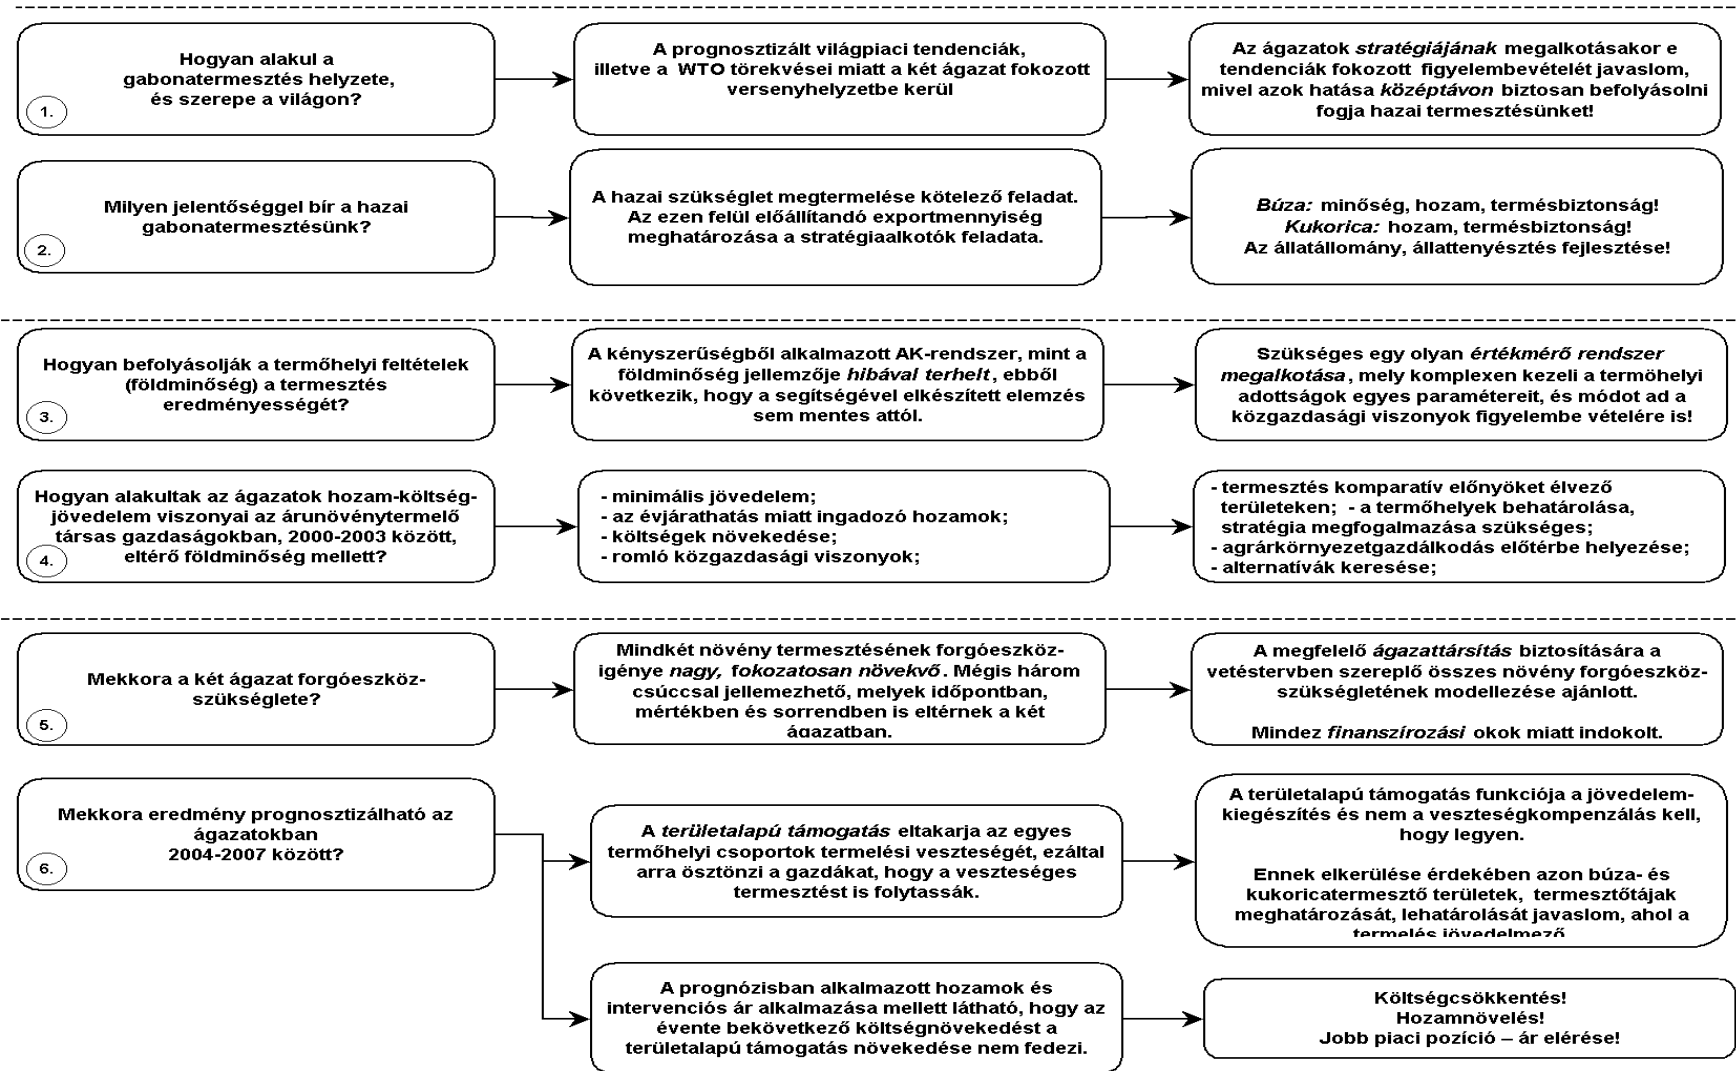 Hogyan alakul a
gabonatermesztés helyzete,
és szerepe a világon?
1.
A prognosztizált világpiaci tendenciák,
illetve a WTO törekvései miatt a két ágazat fokozott
versenyhelyzetbe kerül
Az ágazatok stratégiájának megalkotásakor e
tendenciák fokozott figyelembevételét javaslom,
mivel azok hatása középtávon biztosan befolyásolni
fogja hazai termesztésünket!
Milyen jelentőséggel bír a hazai
gabonatermesztésünk?
2.
A hazai szükséglet megtermelése kötelező feladat.
Az ezen felül előállítandó exportmennyiség
meghatározása a stratégiaalkotók feladata.
Búza: minőség, hozam, termésbiztonság!
Kukorica: hozam, termésbiztonság!
Az állatállomány, állattenyésztés fejlesztése!
Hogyan befolyásolják a termőhelyi feltételek
(földminőség) a termesztés
eredményességét?
3.
A kényszerűségből alkalmazott AK-rendszer, mint a
földminőség jellemzője hibával terhelt, ebből
következik, hogy a segítségével elkészített elemzés
sem mentes attól.
Szükséges egy olyan értékmérő rendszer
megalkotása, mely komplexen kezeli a termöhelyi
adottságok egyes paramétereit, és módot ad a
közgazdasági viszonyok figyelembe vételére is!
Hogyan alakultak az ágazatok hozam-költség-
jövedelem viszonyai az árunövénytermelő
társas gazdaságokban, 2000-2003 között,
eltérő földminőség mellett?
4.
- minimális jövedelem;
- az évjárathatás miatt ingadozó hozamok;
- költségek növekedése;
- romló közgazdasági viszonyok;
- termesztés komparatív előnyöket élvező
területeken; - a termőhelyek behatárolása,
stratégia megfogalmazása szükséges;
- agrárkörnyezetgazdálkodás előtérbe helyezése;
- alternatívák keresése;
Mekkora a két ágazat forgóeszköz-
szükséglete?
5.
Mindkét növény termesztésének forgóeszköz-
igénye nagy, fokozatosan növekvő. Mégis három
csúccsal jellemezhető, melyek időpontban,
mértékben és sorrendben is eltérnek a két
ágazatban.
A megfelelő ágazattársítás biztosítására a
vetéstervben szereplő összes növény forgóeszköz-
szükségletének modellezése ajánlott.
Mindez finanszírozási okok miatt indokolt.
Mekkora eredmény prognosztizálható az
ágazatokban
2004-2007 között?
6.
A területalapú támogatás eltakarja az egyes
termőhelyi csoportok termelési veszteségét, ezáltal
arra ösztönzi a gazdákat, hogy a veszteséges
termesztést is folytassák.
A területalapú támogatás funkciója a jövedelem-
kiegészítés és nem a veszteségkompenzálás kell,
hogy legyen.
Ennek elkerülése érdekében azon búza- és
kukoricatermesztő területek, termesztőtájak
meghatározását, lehatárolását javaslom, ahol a
termelés jövedelmező
A prognózisban alkalmazott hozamok és
intervenciós ár alkalmazása mellett látható, hogy az
évente bekövetkező költségnövekedést a
területalapú támogatás növekedése nem fedezi.
Költségcsökkentés!
Hozamnövelés!
Jobb piaci pozíció – ár elérése!